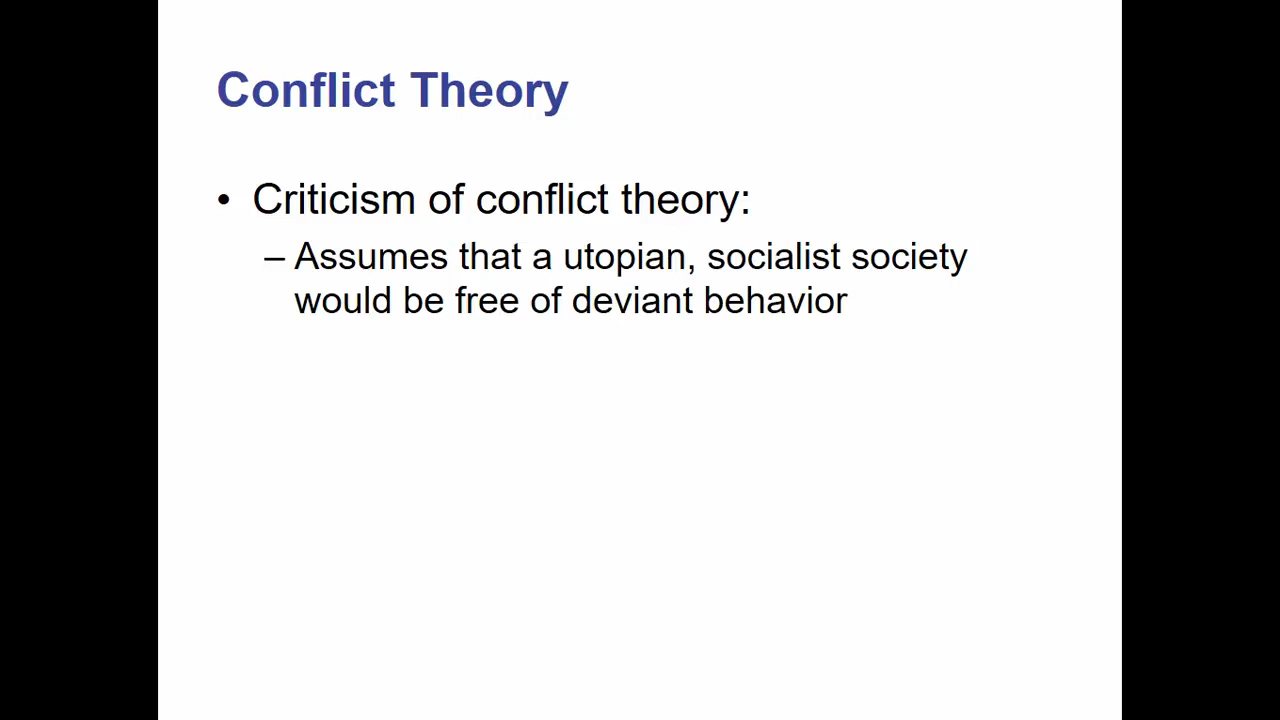 Conflict Theory
• Criticism of conflict theory:
– Assumes that a utopian, socialist society
would be free of deviant behavior